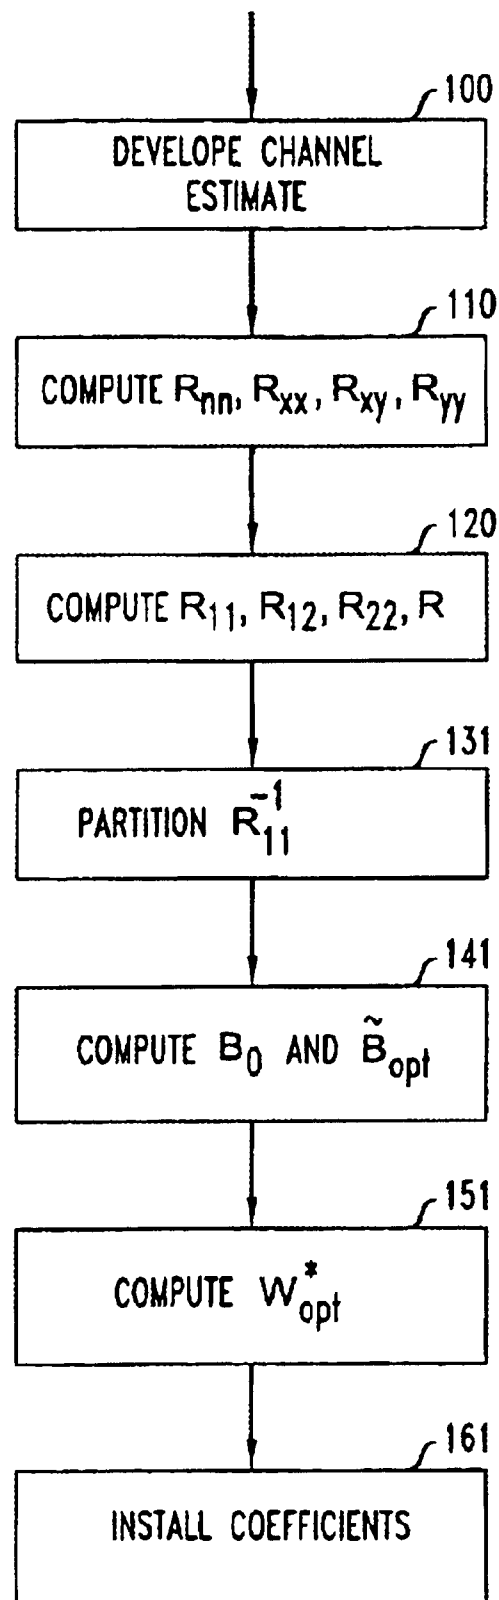 100
DEVELOPE CHANNEL
ESTIMATE
110
COMPUTE Rnn, Rxx, Rxy, Ryy
120
COMPUTE R11, R12, R22, R
131
PARTITION R11^-1
141
COMPUTE B0 AND B̃opt
151
COMPUTE W*opt
161
INSTALL COEFFICIENTS